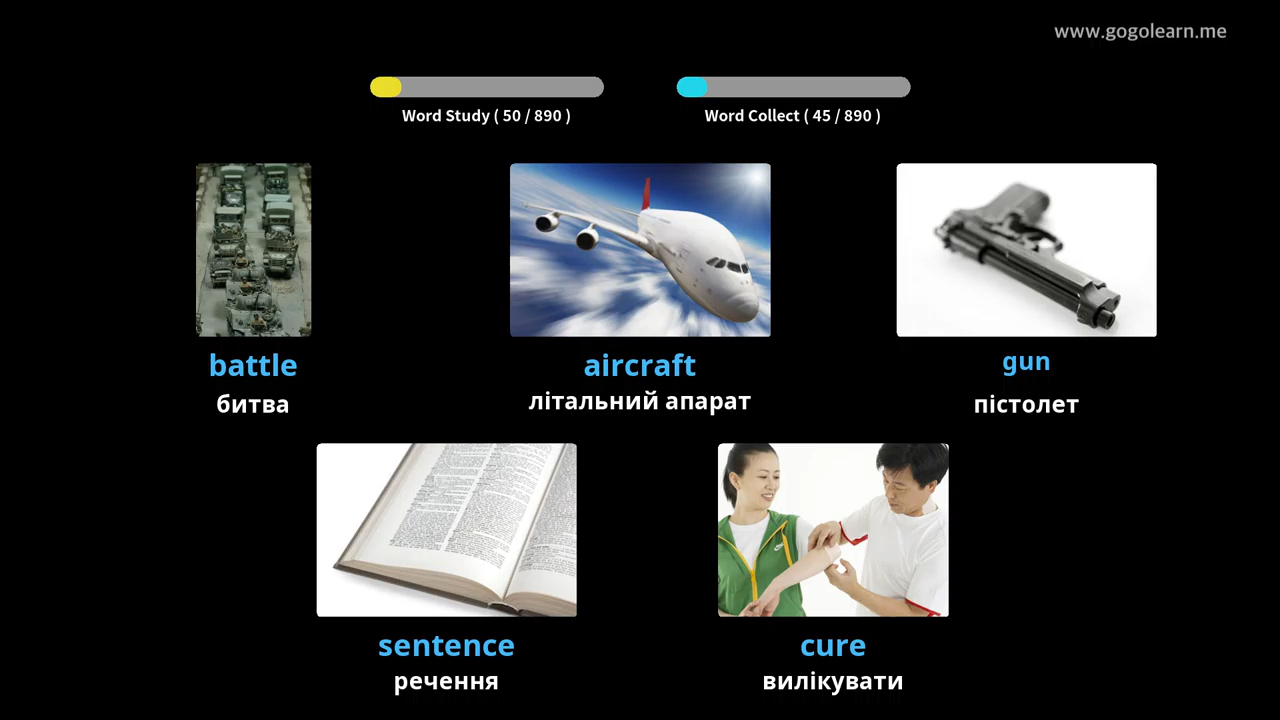 www.gogolearn.me
Word Study ( 50 / 890 )
Word Collect ( 45 / 890 )
battle
битва
aircraft
літальний апарат
gun
пістолет
sentence
речення
cure
вилікувати